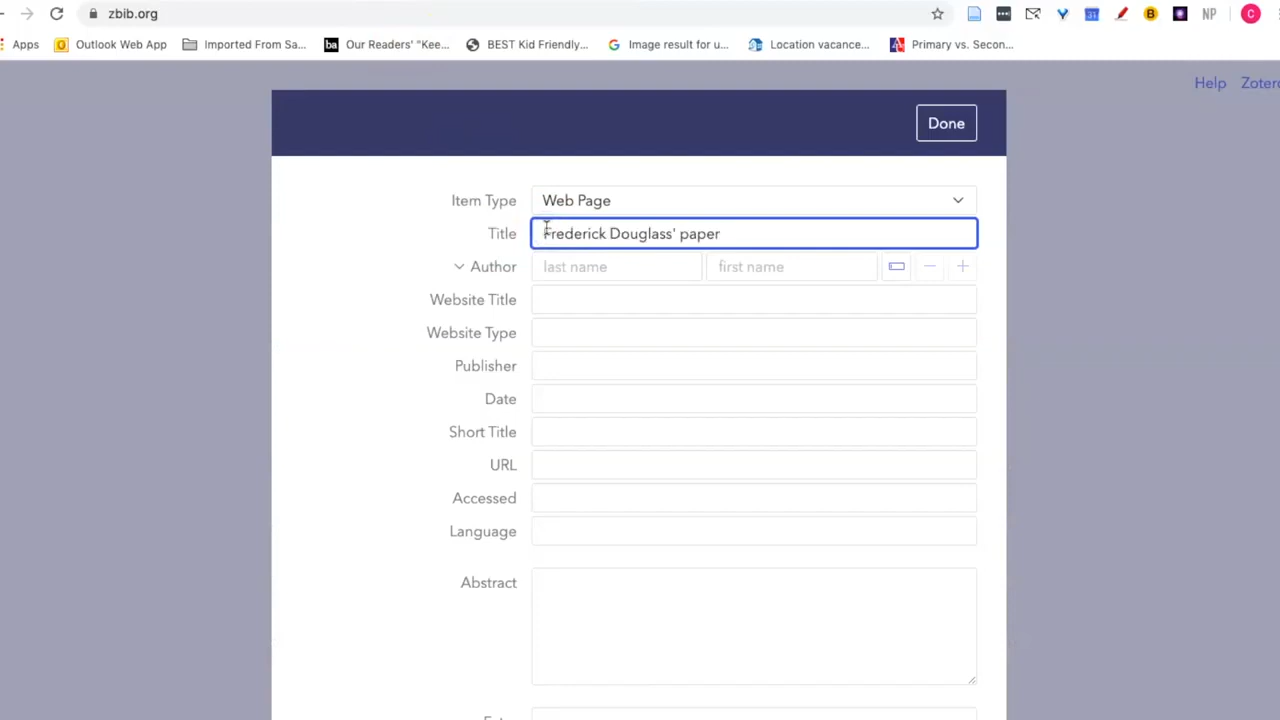 zbib.org
NP
C
Apps
Outlook Web App
Imported From Sa...
ba
Our Readers' "Kee...
BEST Kid Friendly,...
G
Image result for u...
Location vacance...
Primary vs. Secon...
Help
Done
Item Type
Web Page
Title
Frederick Douglass' paper
Author
last name
first name
Website Title
Website Type
Publisher
Date
Short Title
URL
Accessed
Language
Abstract